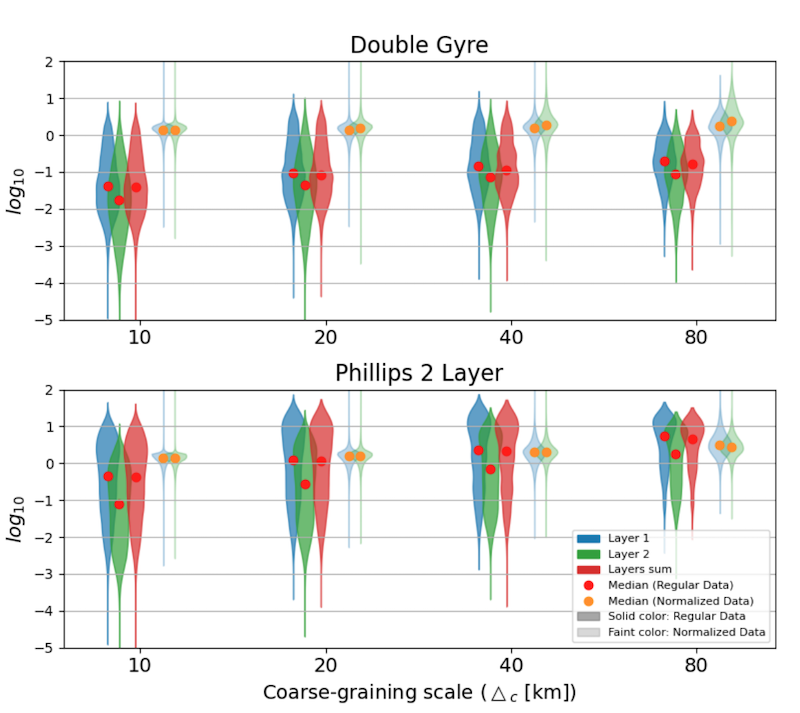 Double Gyre
2
1
0
−1
−2
−3
−4
−5
log₁₀
10 20 40 80
Phillips 2 Layer
2
1
0
−1
−2
−3
−4
−5
log₁₀
Layer 1
Layer 2
Layers sum
Median (Regular Data)
Median (Normalized Data)
Solid color: Regular Data
Faint color: Normalized Data
10 20 40 80
Coarse-graining scale (△c [km])